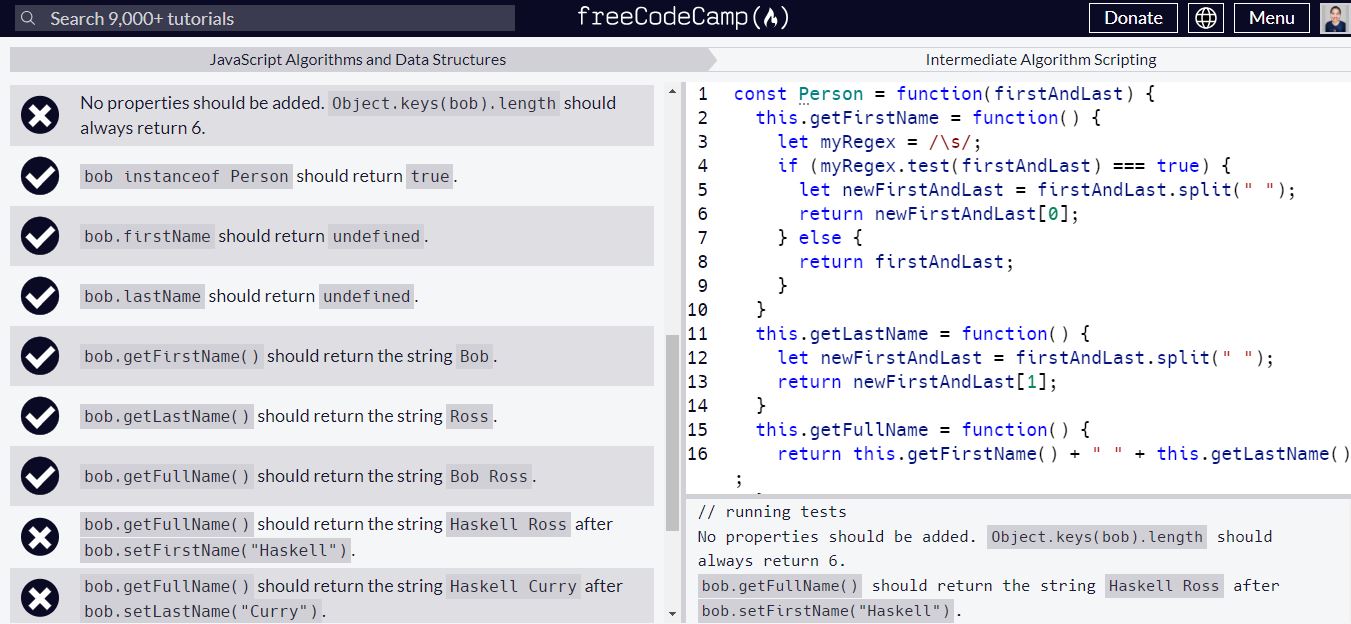 Search 9,000+ tutorials
freeCodeCamp
Donate
Menu
JavaScript Algorithms and Data Structures
Intermediate Algorithm Scripting
No properties should be added. Object.keys(bob).length should
always return 6.
bob instanceof Person should return true.
bob.firstName should return undefined.
bob.lastName should return undefined.
bob.getFirstName() should return the string Bob.
bob.getLastName() should return the string Ross.
bob.getFullName() should return the string Bob Ross.
bob.getFullName() should return the string Haskell Ross after
bob.setFirstName("Haskell").
bob.getFullName() should return the string Haskell Curry after
bob.setLastName("Curry").
1 const Person = function(firstAndLast) {
2 this.getFirstName = function() {
3 let myRegex = /\s/;
4 if (myRegex.test(firstAndLast) === true) {
5 let newFirstAndLast = firstAndLast.split(" ");
6 return newFirstAndLast[0];
7 } else {
8 return firstAndLast;
9 }
10 }
11 this.getLastName = function() {
12 let newFirstAndLast = firstAndLast.split(" ");
13 return newFirstAndLast[1];
14 }
15 this.getFullName = function() {
16 return this.getFirstName() + " " + this.getLastName()
;
// running tests
No properties should be added. Object.keys(bob).length should
always return 6.
bob.getFullName() should return the string Haskell Ross after
bob.setFirstName("Haskell").